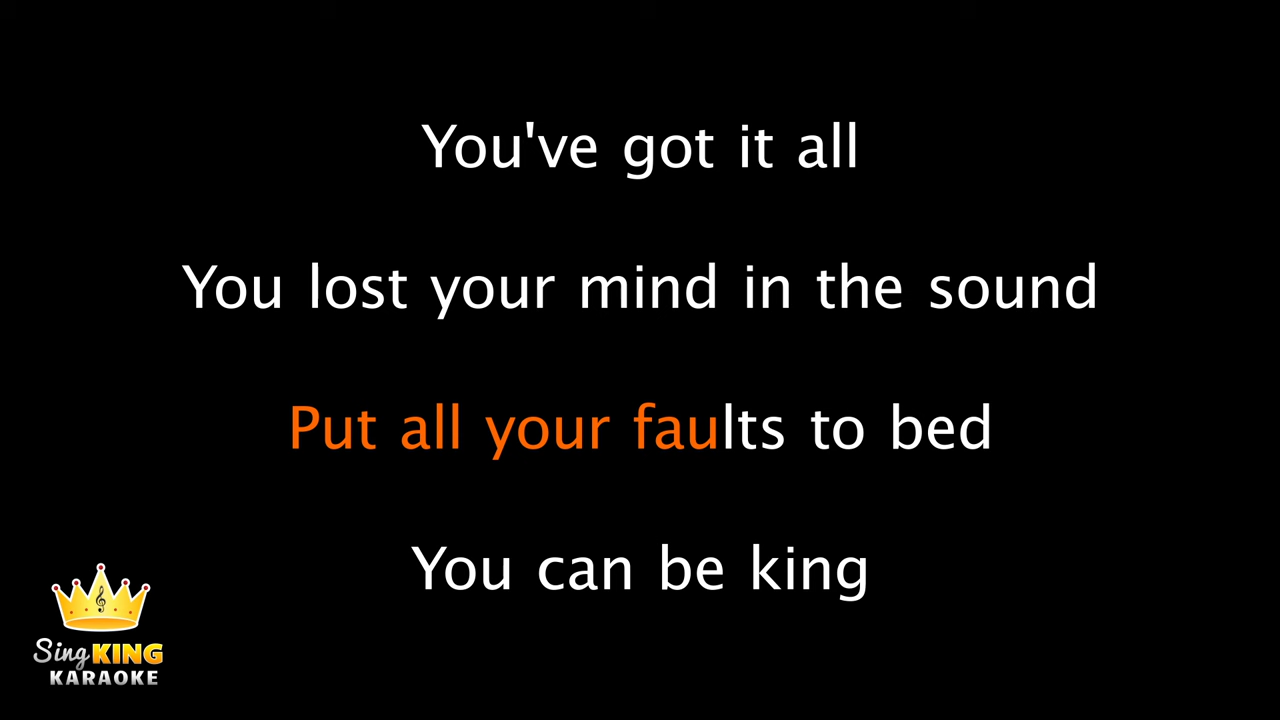 You've got it all
You lost your mind in the sound
Put all your faults to bed
You can be king
Sing KING
KARAOKE